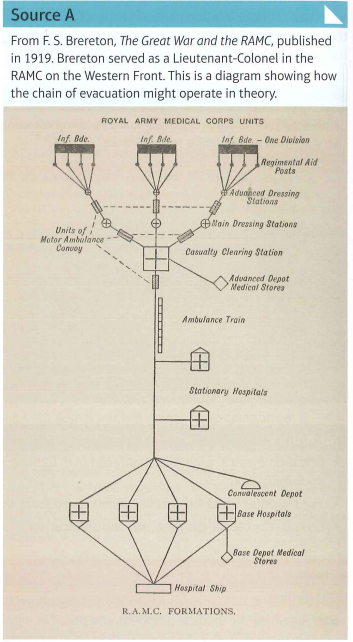 Source A
From F. S. Brereton, The Great War and the RAMC, published
in 1919. Brereton served as a Lieutenant-Colonel in the
RAMC on the Western Front. This is a diagram showing how
the chain of evacuation might operate in theory.
ROYAL ARMY MEDICAL CORPS UNITS
Inf. Bde. Inf. Bde. Inf. Bde. – One Division
Regimental Aid
Posts
Advanced Dressing
Stations
Main Dressing Stations
Units of
Motor Ambulance
Convoy
Casualty Clearing Station
Advanced Depot
Medical Stores
Ambulance Train
Stationary Hospitals
Convalescent Depot
Base Hospitals
Base Depot Medical
Stores
Hospital Ship
R.A.M.C. FORMATIONS.